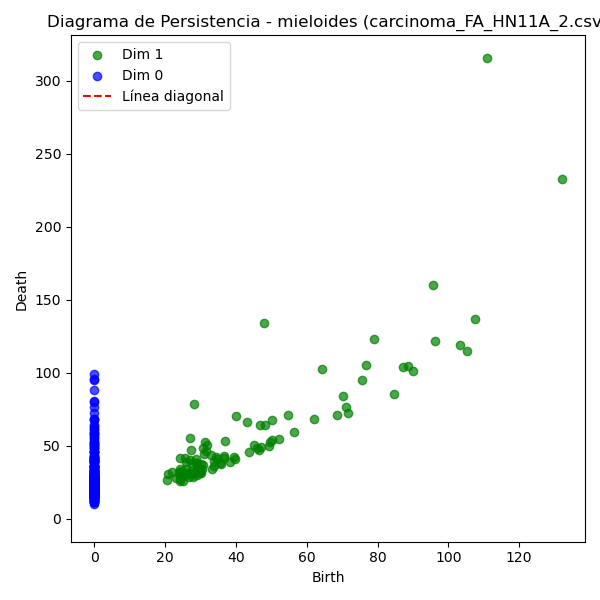 Diagrama de Persistencia - mieloides (carcinoma_FA_HN11A_2.csv
Dim 1
Dim 0
Línea diagonal
300
250
200
150
100
50
0
Death
0 20 40 60 80 100 120
Birth